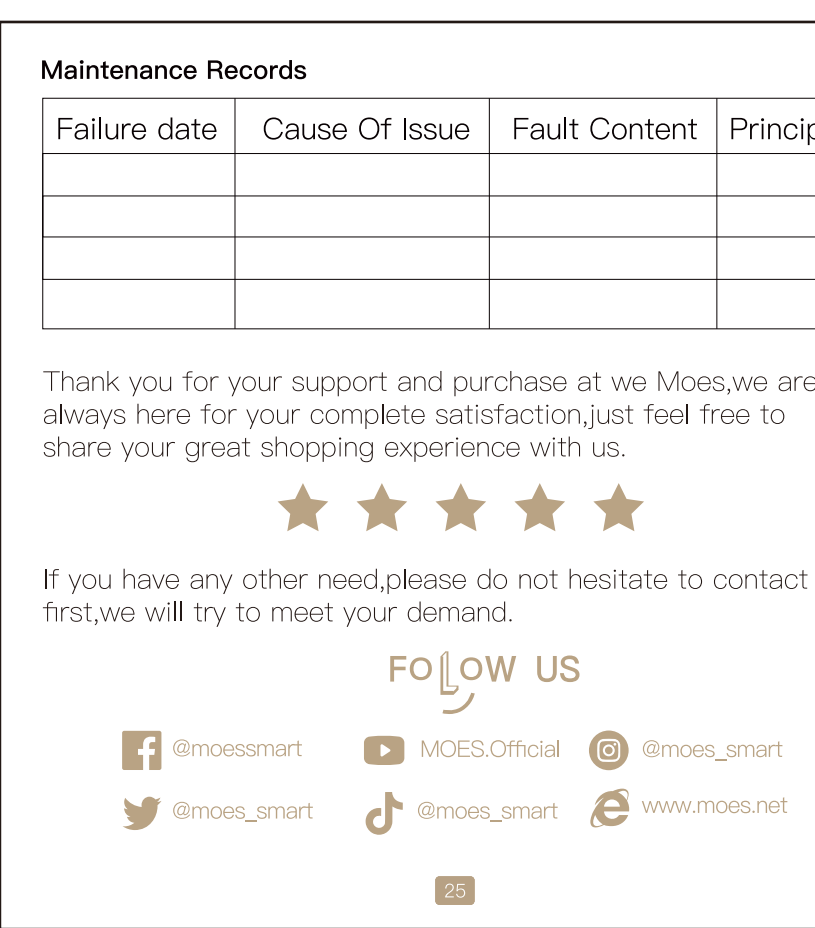 Maintenance Records
Failure date Cause Of Issue Fault Content Princip
Thank you for your support and purchase at we Moes,we are
always here for your complete satisfaction,just feel free to
share your great shopping experience with us.
If you have any other need,please do not hesitate to contact
first,we will try to meet your demand.
FOLLOW US
@moessmart MOES.Official @moes_smart
@moes_smart @moes_smart www.moes.net
25